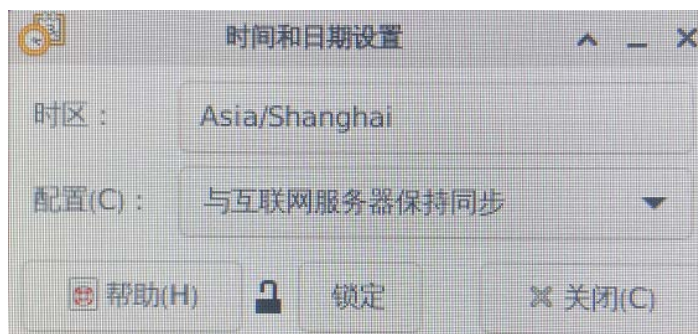 时间和日期设置
时区： Asia/Shanghai
配置(C)： 与互联网服务器保持同步
帮助(H) 锁定 关闭(C)